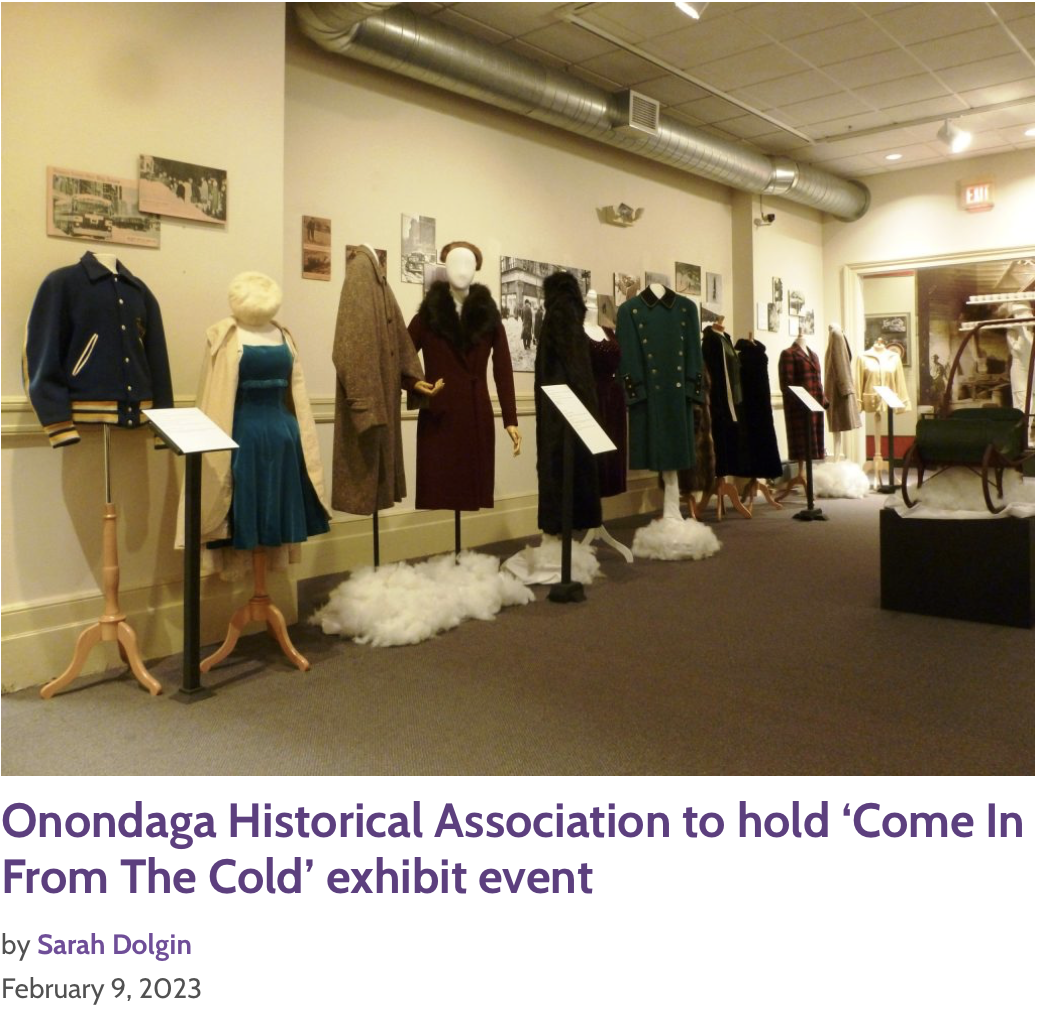 EXIT
Onondaga Historical Association to hold ‘Come In
From The Cold’ exhibit event
by Sarah Dolgin
February 9, 2023